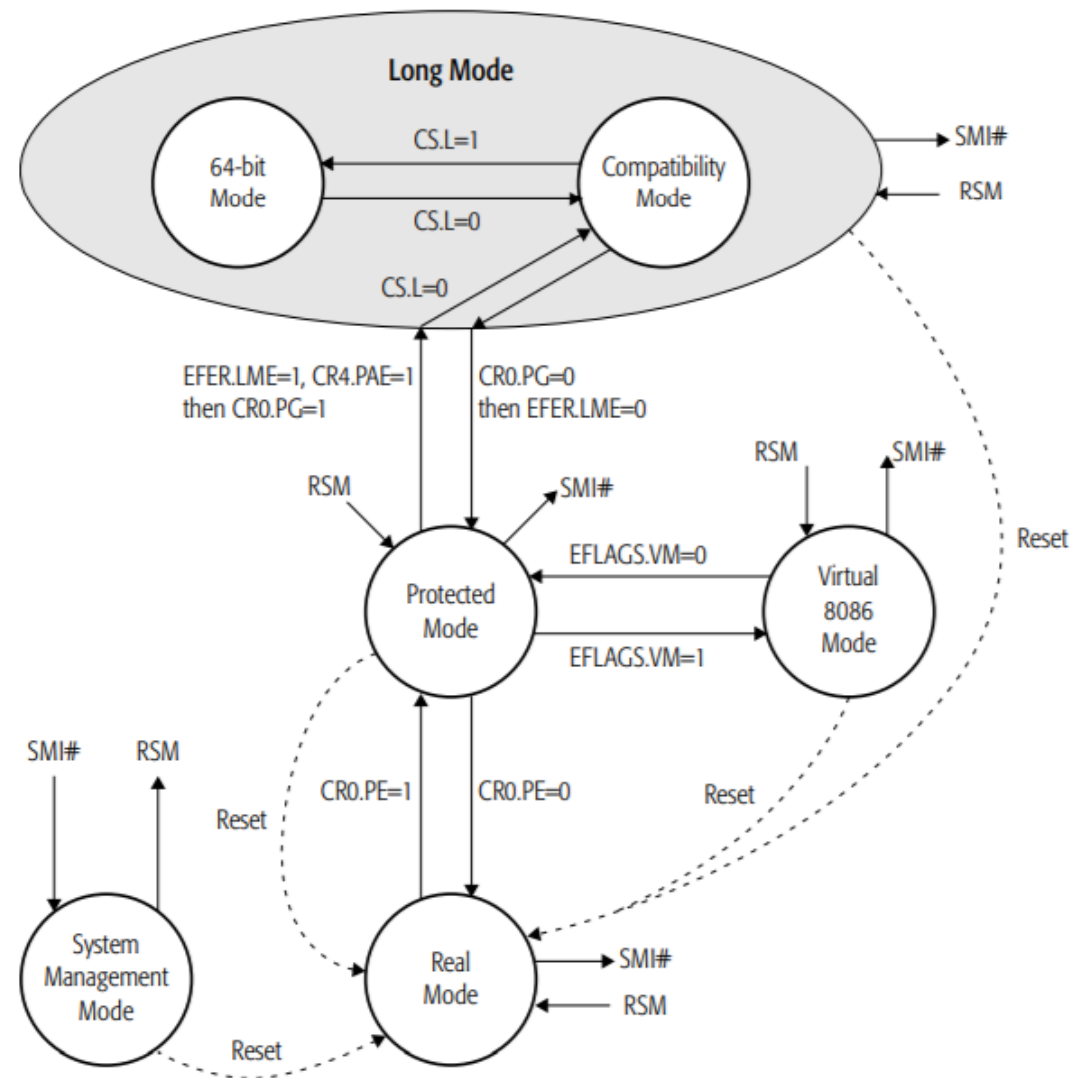 Long Mode
CS.L=1
SMI#
64-bit
Mode
Compatibility
Mode
RSM
CS.L=0
CS.L=0
EFER.LME=1, CR4.PAE=1
then CR0.PG=1
CR0.PG=0
then EFER.LME=0
RSM
SMI#
RSM
SMI#
Reset
EFLAGS.VM=0
Protected
Mode
Virtual
8086
Mode
EFLAGS.VM=1
SMI#
RSM
CR0.PE=1
CR0.PE=0
Reset
Reset
System
Management
Mode
Real
Mode
SMI#
RSM
Reset